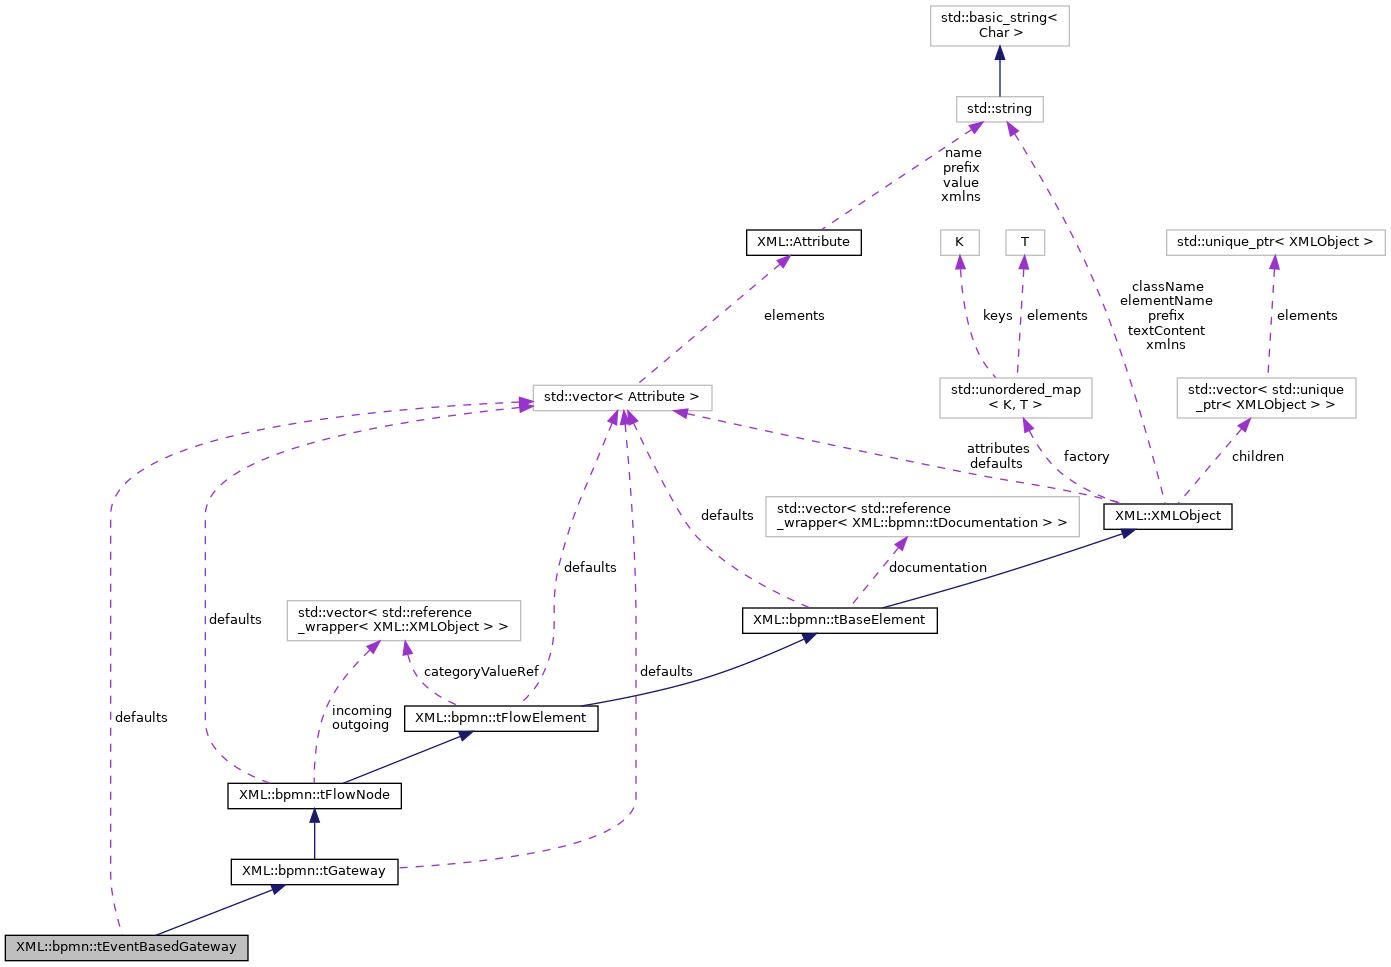 std::basic_string<
Char >
std::string
name
prefix
value
xmlns
XML::Attribute
K
T
std::unique_ptr< XMLObject >
className
elementName
prefix
textContent
xmlns
elements
keys
elements
elements
std::vector< Attribute >
std::unordered_map
< K, T >
std::vector< std::unique
_ptr< XMLObject > >
attributes
defaults
factory
children
defaults
std::vector< std::reference
_wrapper< XML::bpmn::tDocumentation > >
XML::XMLObject
defaults
documentation
defaults
std::vector< std::reference
_wrapper< XML::XMLObject > >
XML::bpmn::tBaseElement
categoryValueRef
defaults
defaults
incoming
outgoing
XML::bpmn::tFlowElement
XML::bpmn::tFlowNode
XML::bpmn::tGateway
XML::bpmn::tEventBasedGateway